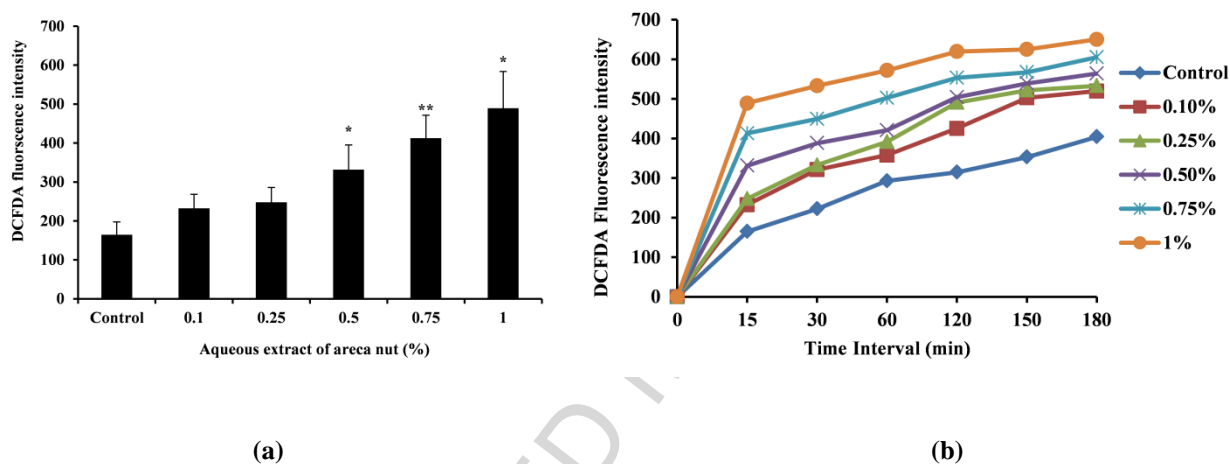 700
600
500
400
300
200
100
0
DCFDA fluorescence intensity
*
**
*
Control 0.1 0.25 0.5 0.75 1
Aqueous extract of areca nut (%)
(a)
700
600
500
400
300
200
100
0
DCFDA Fluorescence intensity
0 15 30 60 120 150 180
Time Interval (min)
Control
0.10%
0.25%
0.50%
0.75%
1%
(b)